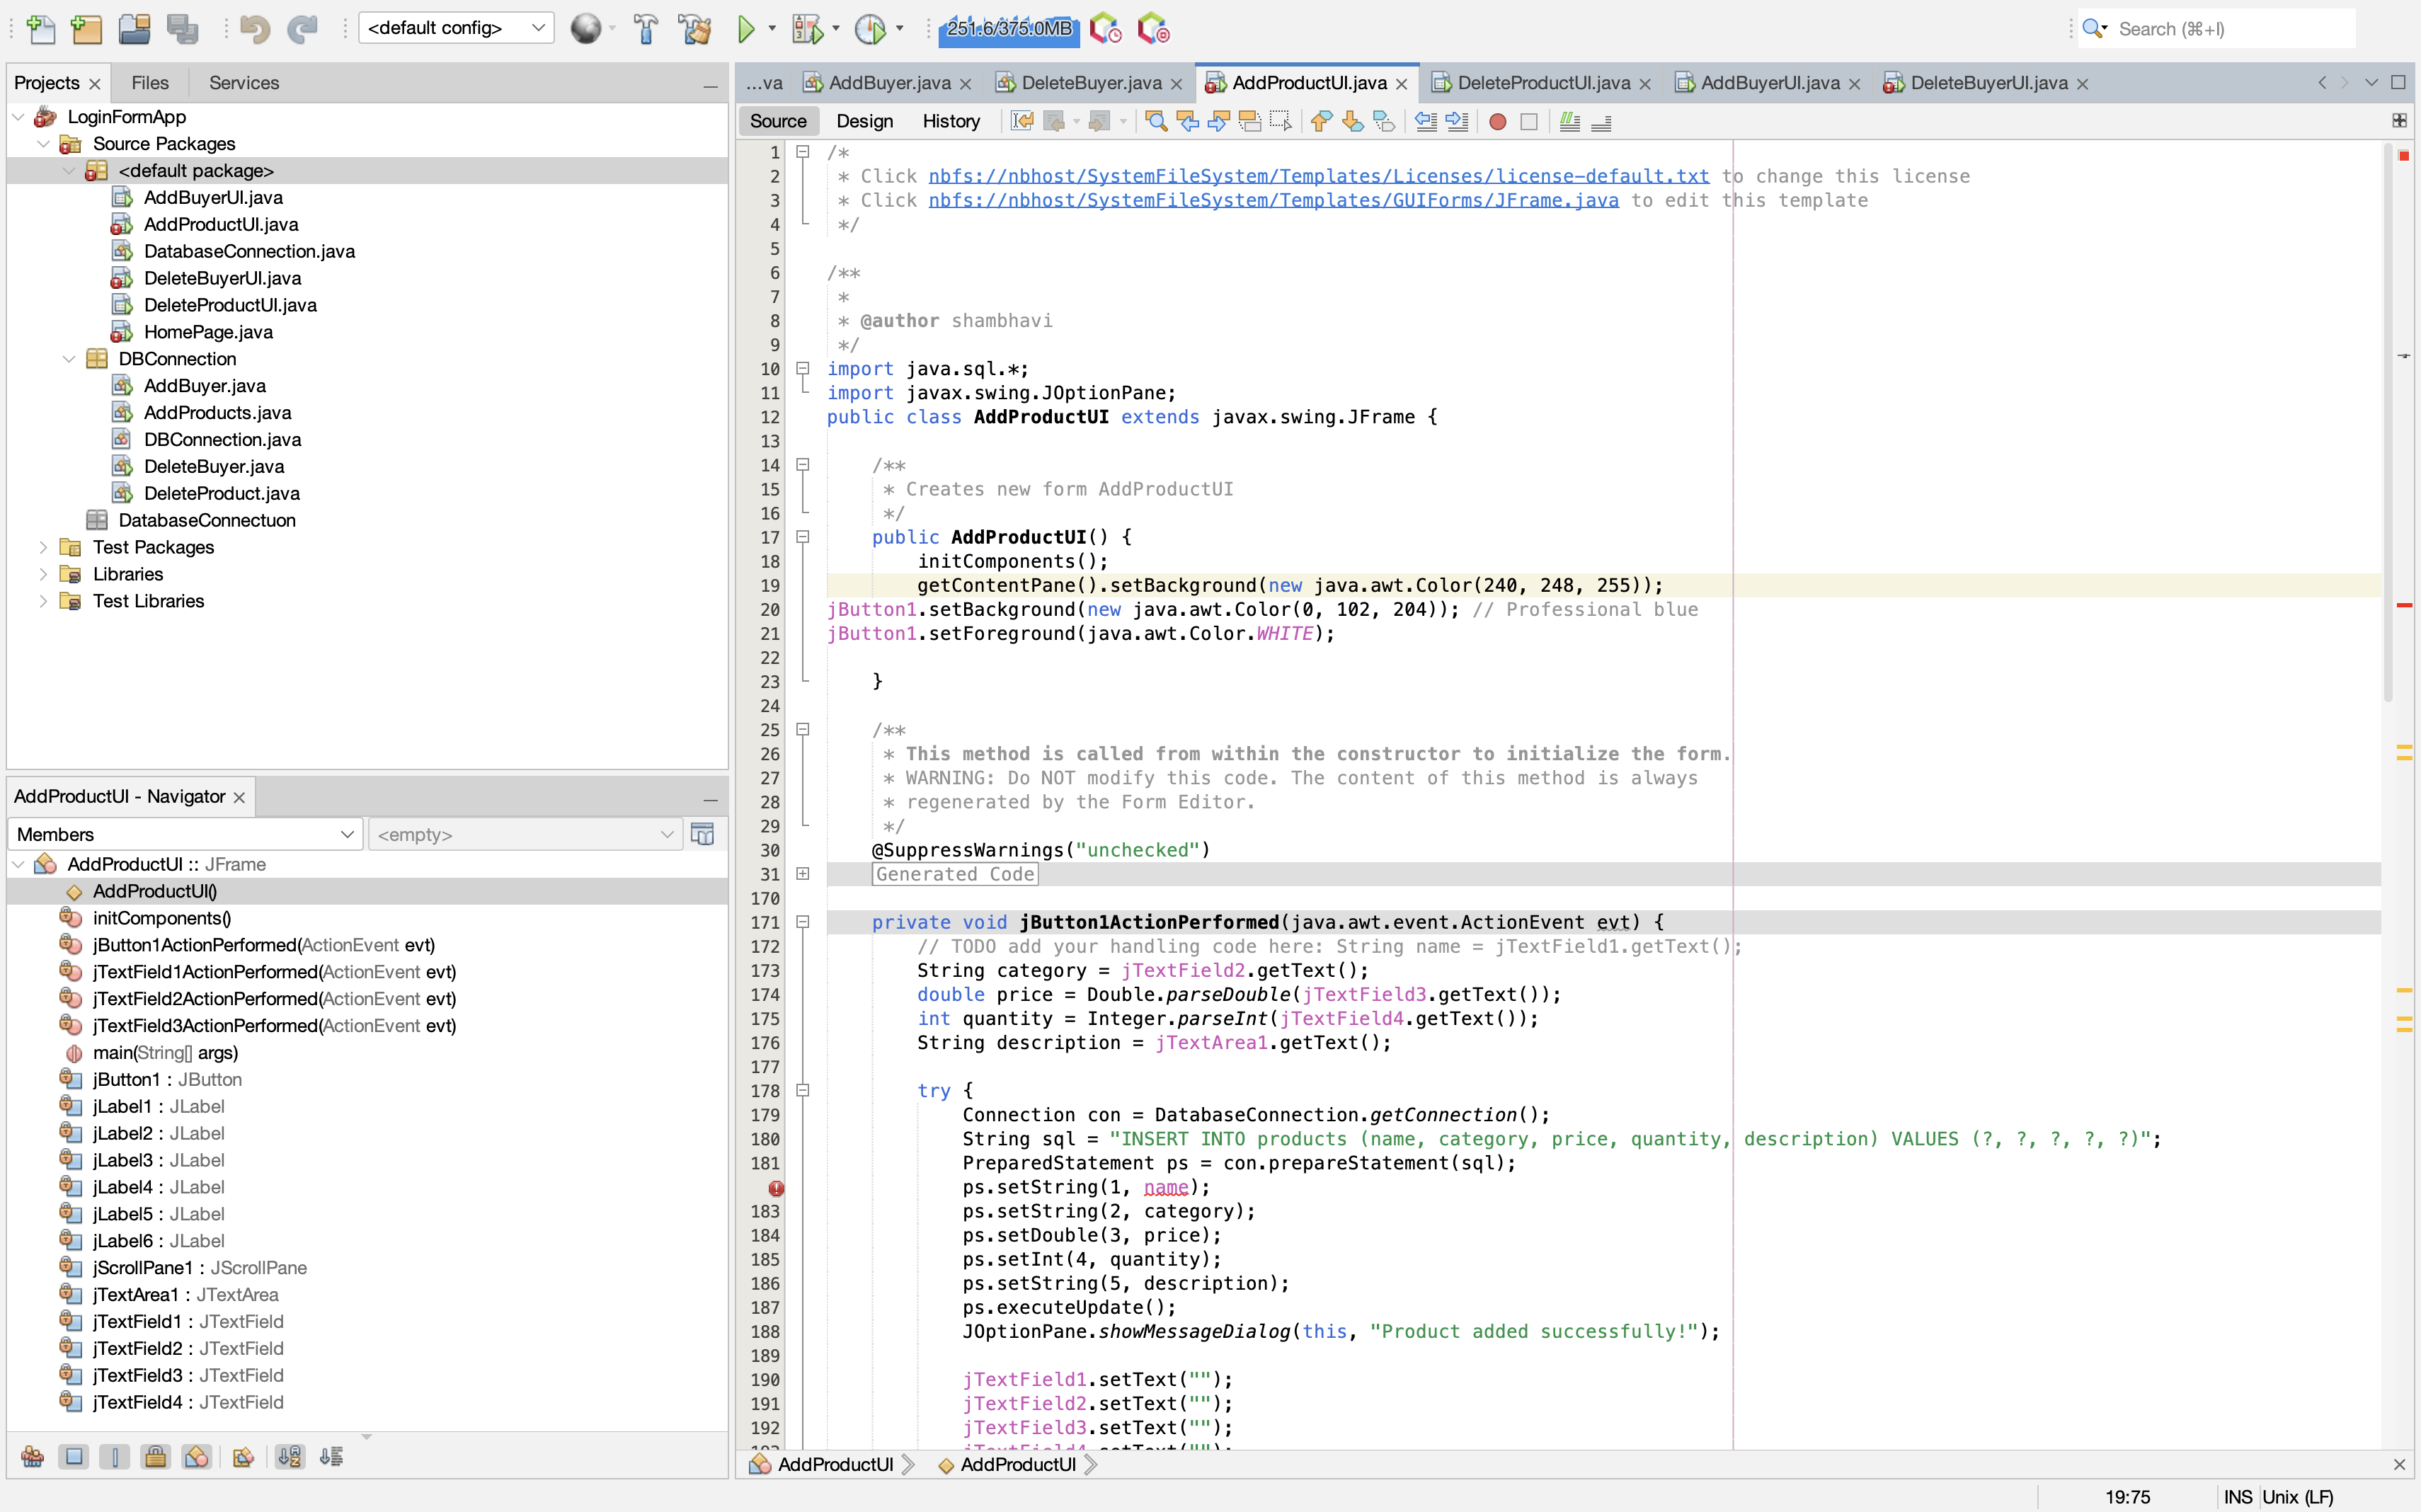 <default config>
251.6/375.0MB
Search (⌘+I)
Projects
Files
Services
LoginFormApp
Source Packages
<default package>
AddBuyerUI.java
AddProductUI.java
DatabaseConnection.java
DeleteBuyerUI.java
DeleteProductUI.java
HomePage.java
DBConnection
AddBuyer.java
AddProducts.java
DBConnection.java
DeleteBuyer.java
DeleteProduct.java
DatabaseConnectuon
Test Packages
Libraries
Test Libraries
AddProductUI - Navigator
Members
<empty>
AddProductUI :: JFrame
AddProductUI()
initComponents()
jButton1ActionPerformed(ActionEvent evt)
jTextField1ActionPerformed(ActionEvent evt)
jTextField2ActionPerformed(ActionEvent evt)
jTextField3ActionPerformed(ActionEvent evt)
main(String[] args)
jButton1 : JButton
jLabel1 : JLabel
jLabel2 : JLabel
jLabel3 : JLabel
jLabel4 : JLabel
jLabel5 : JLabel
jLabel6 : JLabel
jScrollPane1 : JScrollPane
jTextArea1 : JTextArea
jTextField1 : JTextField
jTextField2 : JTextField
jTextField3 : JTextField
jTextField4 : JTextField
...va
AddBuyer.java
DeleteBuyer.java
AddProductUI.java
DeleteProductUI.java
AddBuyerUI.java
DeleteBuyerUI.java
Source
Design
History
1 /*
2 * Click nbfs://nbhost/SystemFileSystem/Templates/Licenses/license-default.txt to change this license
3 * Click nbfs://nbhost/SystemFileSystem/Templates/GUIForms/JFrame.java to edit this template
4 */
5
6 /**
7 *
8 * @author shambhavi
9 */
10 import java.sql.*;
11 import javax.swing.JOptionPane;
12 public class AddProductUI extends javax.swing.JFrame {
13
14 /**
15 * Creates new form AddProductUI
16 */
17 public AddProductUI() {
18 initComponents();
19 getContentPane().setBackground(new java.awt.Color(240, 248, 255));
20 jButton1.setBackground(new java.awt.Color(0, 102, 204)); // Professional blue
21 jButton1.setForeground(java.awt.Color.WHITE);
22
23 }
24
25 /**
26 * This method is called from within the constructor to initialize the form.
27 * WARNING: Do NOT modify this code. The content of this method is always
28 * regenerated by the Form Editor.
29 */
30 @SuppressWarnings("unchecked")
31 Generated Code
170
171 private void jButton1ActionPerformed(java.awt.event.ActionEvent evt) {
172 // TODO add your handling code here: String name = jTextField1.getText();
173 String category = jTextField2.getText();
174 double price = Double.parseDouble(jTextField3.getText());
175 int quantity = Integer.parseInt(jTextField4.getText());
176 String description = jTextArea1.getText();
177
178 try {
179 Connection con = DatabaseConnection.getConnection();
180 String sql = "INSERT INTO products (name, category, price, quantity, description) VALUES (?, ?, ?, ?, ?)";
181 PreparedStatement ps = con.prepareStatement(sql);
ps.setString(1, name);
183 ps.setString(2, category);
184 ps.setDouble(3, price);
185 ps.setInt(4, quantity);
186 ps.setString(5, description);
187 ps.executeUpdate();
188 JOptionPane.showMessageDialog(this, "Product added successfully!");
189
190 jTextField1.setText("");
191 jTextField2.setText("");
192 jTextField3.setText("");
AddProductUI
AddProductUI
19:75
INS
Unix (LF)